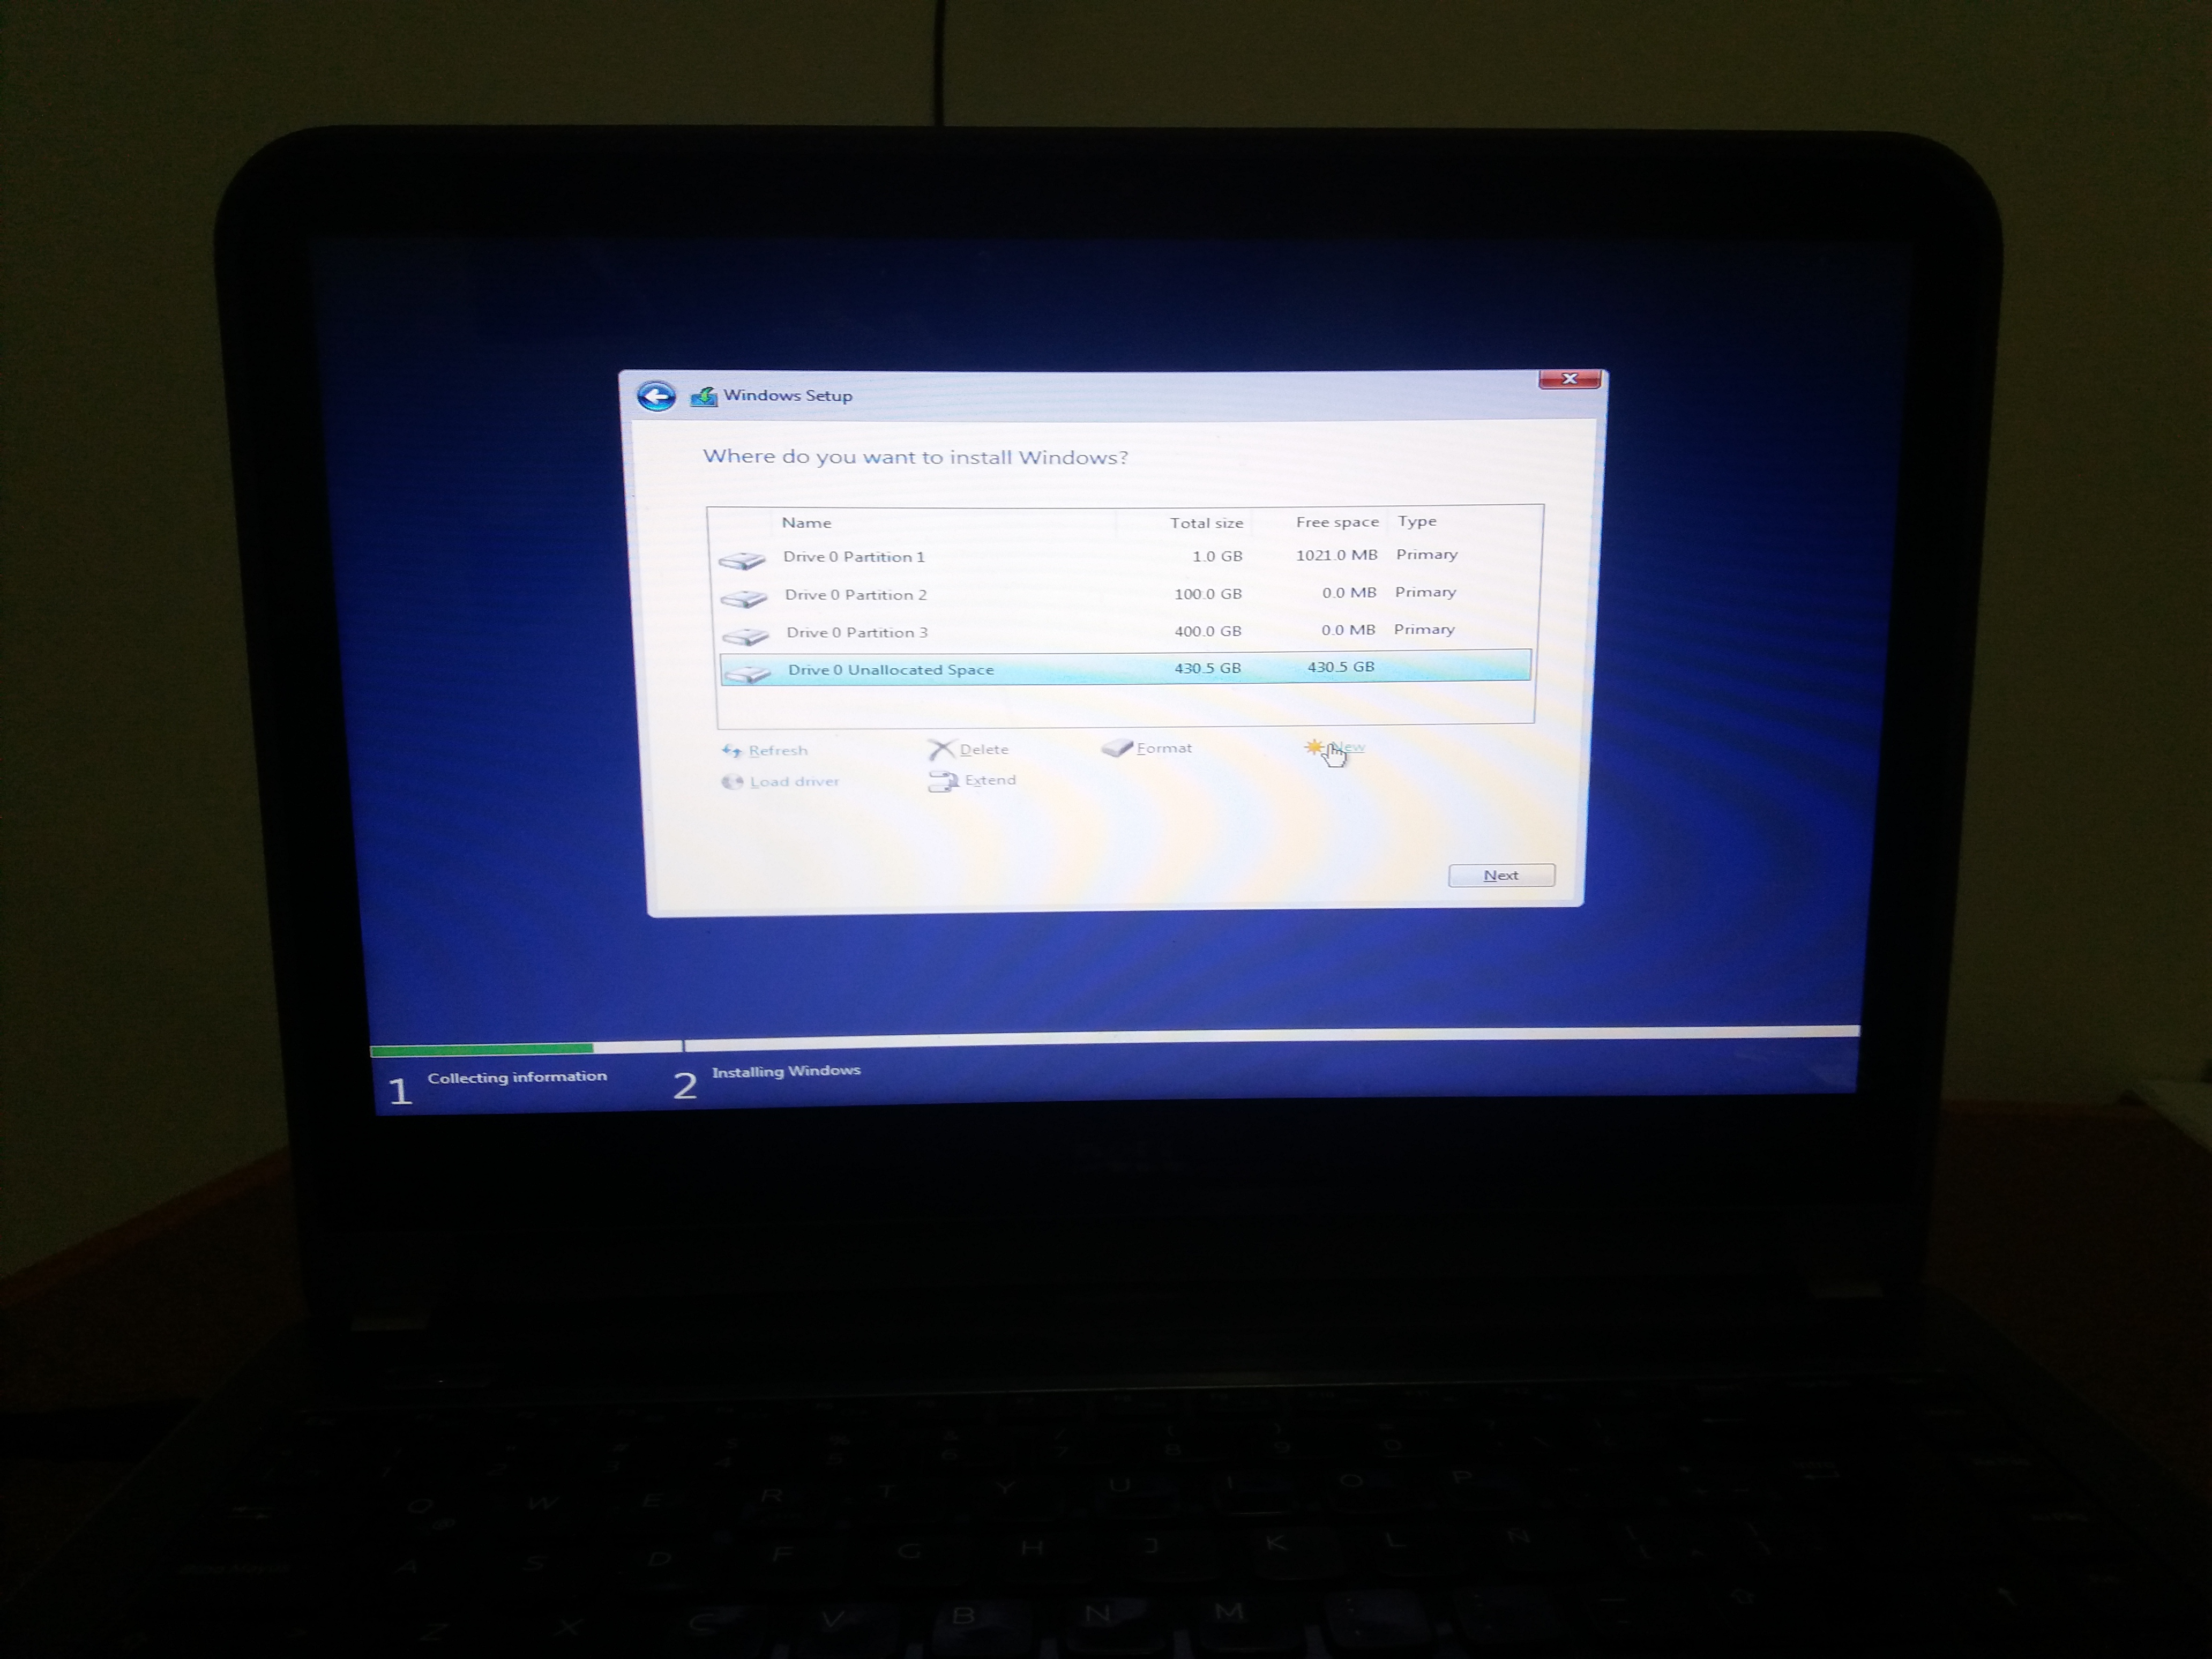 Windows Setup
Where do you want to install Windows?
Name Total size Free space Type
Drive 0 Partition 1 1.0 GB 1021.0 MB Primary
Drive 0 Partition 2 100.0 GB 0.0 MB Primary
Drive 0 Partition 3 400.0 GB 0.0 MB Primary
Drive 0 Unallocated Space 430.5 GB 430.5 GB
Refresh Delete Format New
Load driver Extend
Next
1 Collecting information 2 Installing Windows
Q W E R T Y U I O P
A S D F G H J K L Ñ
Z X C V B N M